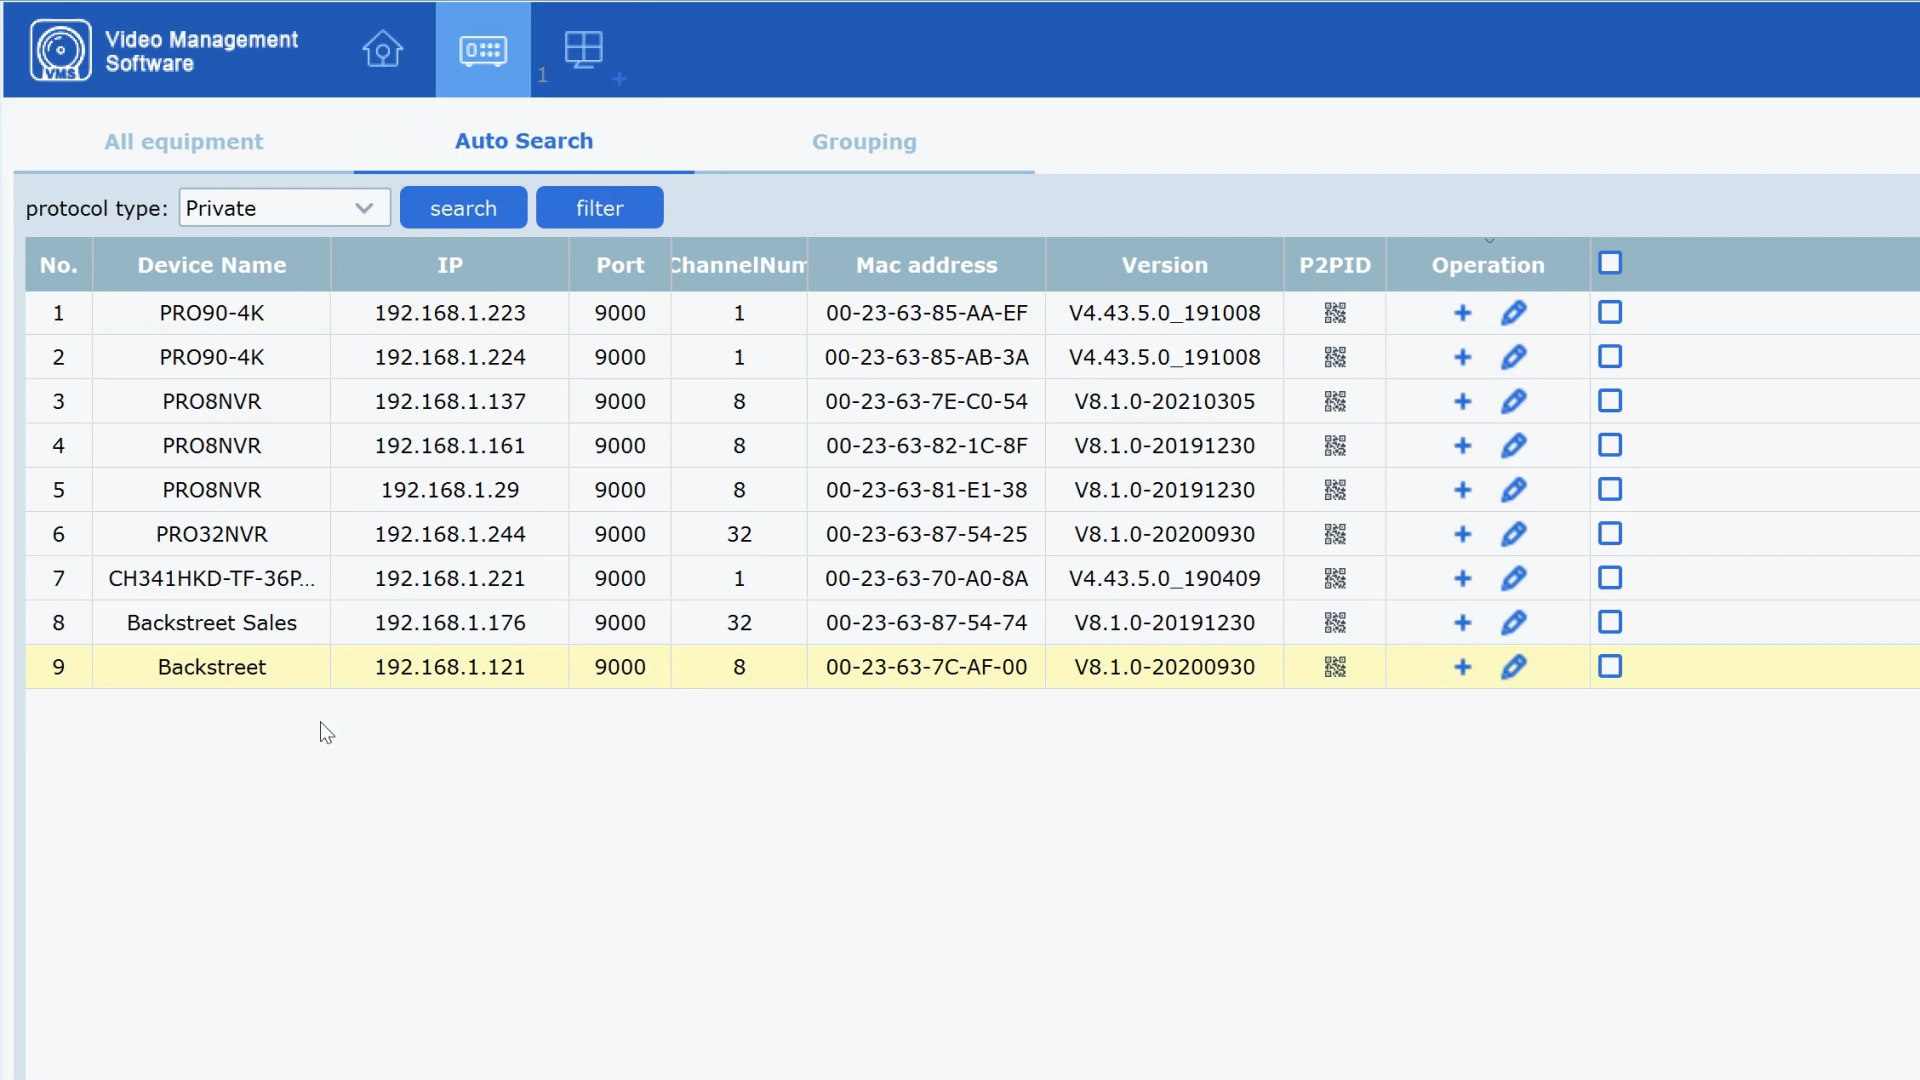 Video Management
Software
VMS
1
All equipment Auto Search Grouping
protocol type: Private search filter
No. Device Name IP Port ChannelNum Mac address Version P2PID Operation
1 PRO90-4K 192.168.1.223 9000 1 00-23-63-85-AA-EF V4.43.5.0_191008
2 PRO90-4K 192.168.1.224 9000 1 00-23-63-85-AB-3A V4.43.5.0_191008
3 PRO8NVR 192.168.1.137 9000 8 00-23-63-7E-C0-54 V8.1.0-20210305
4 PRO8NVR 192.168.1.161 9000 8 00-23-63-82-1C-8F V8.1.0-20191230
5 PRO8NVR 192.168.1.29 9000 8 00-23-63-81-E1-38 V8.1.0-20191230
6 PRO32NVR 192.168.1.244 9000 32 00-23-63-87-54-25 V8.1.0-20200930
7 CH341HKD-TF-36P... 192.168.1.221 9000 1 00-23-63-70-A0-8A V4.43.5.0_190409
8 Backstreet Sales 192.168.1.176 9000 32 00-23-63-87-54-74 V8.1.0-20191230
9 Backstreet 192.168.1.121 9000 8 00-23-63-7C-AF-00 V8.1.0-20200930